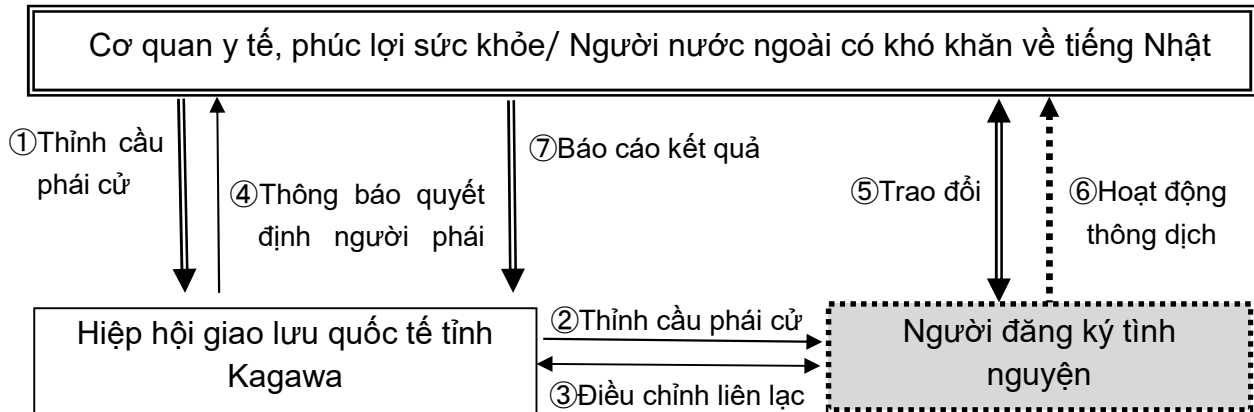 Cơ quan y tế, phúc lợi sức khỏe/ Người nước ngoài có khó khăn về tiếng Nhật
①Thỉnh cầu
phái cử
④Thông báo quyết
định người phái
⑦Báo cáo kết quả
⑤Trao đổi
⑥Hoạt động
thông dịch
Hiệp hội giao lưu quốc tế tỉnh
Kagawa
②Thỉnh cầu phái cử
③Điều chỉnh liên lạc
Người đăng ký tình
nguyện